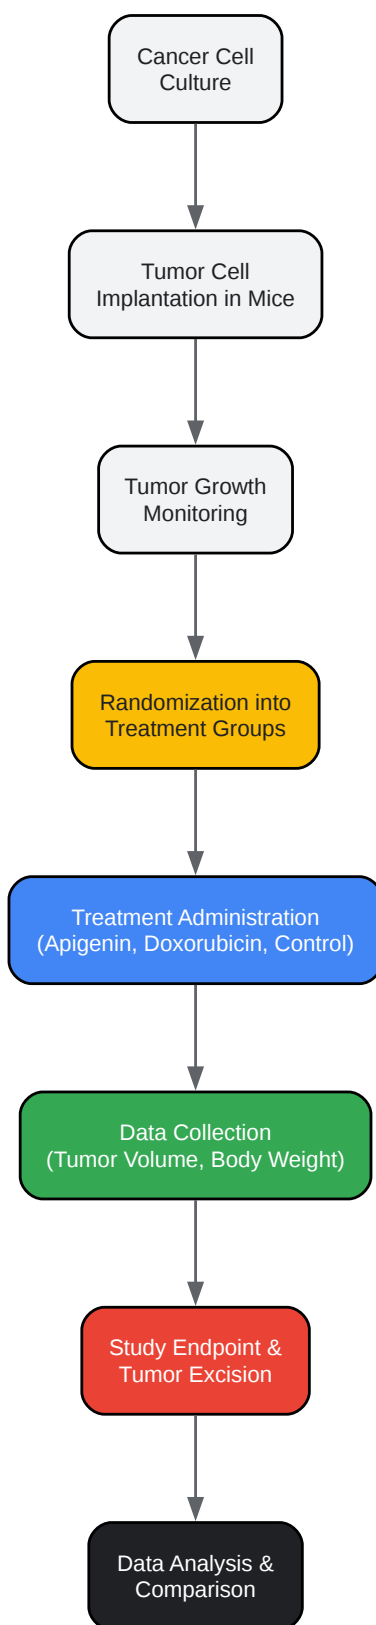 Cancer Cell
Culture
Tumor Cell
Implantation in Mice
Tumor Growth
Monitoring
Randomization into
Treatment Groups
Treatment Administration
(Apigenin, Doxorubicin, Control)
Data Collection
(Tumor Volume, Body Weight)
Study Endpoint &
Tumor Excision
Data Analysis &
Comparison